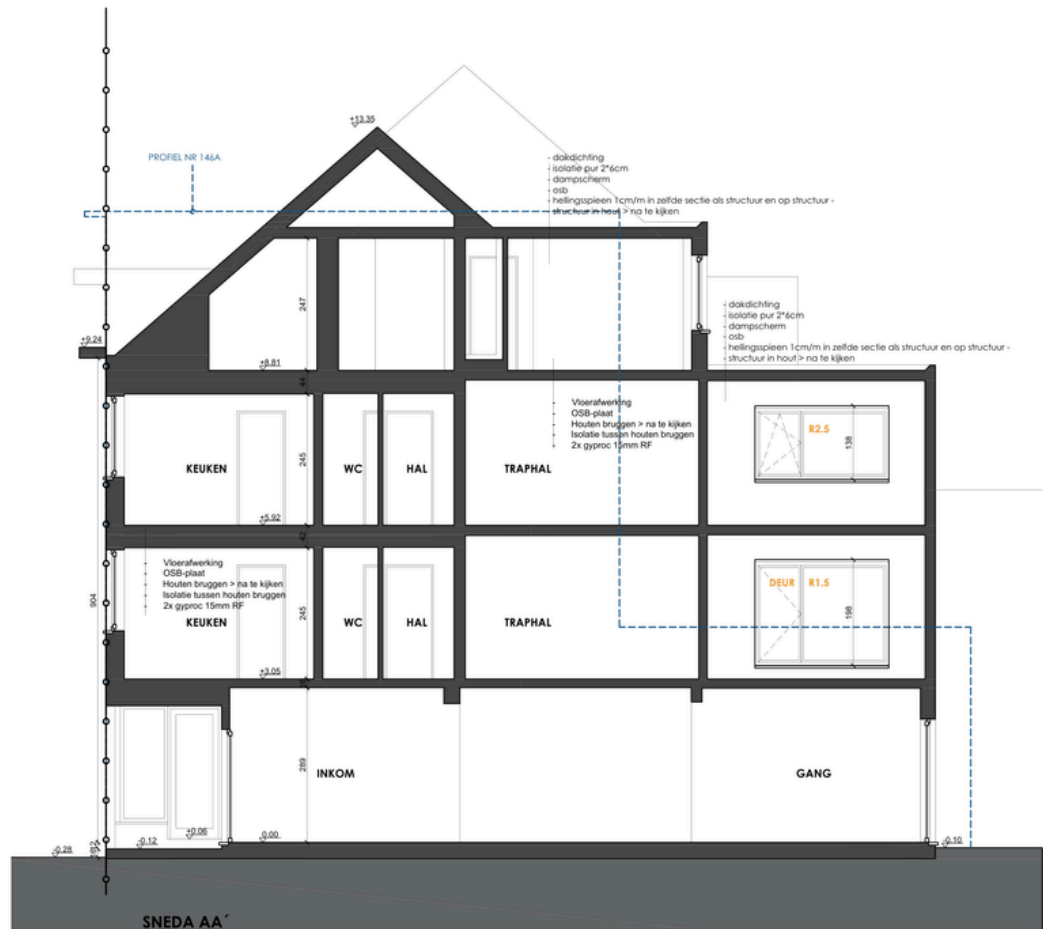 +13.35
PROFIEL NR 146A
- dakdichting
- isolatie pur 2*6cm
- dampscherm
- osb
- hellingsspieen 1cm/m in zelfde sectie als structuur en op structuur -
- structuur in hout > na te kijken
247
- dakdichting
- isolatie pur 2*6cm
- dampscherm
- osb
- hellingsspieen 1cm/m in zelfde sectie als structuur en op structuur -
- structuur in hout > na te kijken
+9.24
+8.81
44
Vloerafwerking
OSB-plaat
Houten bruggen > na te kijken
Isolatie tussen houten bruggen
2x gyproc 15mm RF
R2.5
138
245
KEUKEN
WC
HAL
TRAPHAL
+5.92
42
Vloerafwerking
OSB-plaat
Houten bruggen > na te kijken
Isolatie tussen houten bruggen
2x gyproc 15mm RF
DEUR
R1.5
198
904
245
KEUKEN
WC
HAL
TRAPHAL
+3.05
289
INKOM
GANG
+0.06
0.00
-0.12
-0.10
-0.28
SNEDA AA´